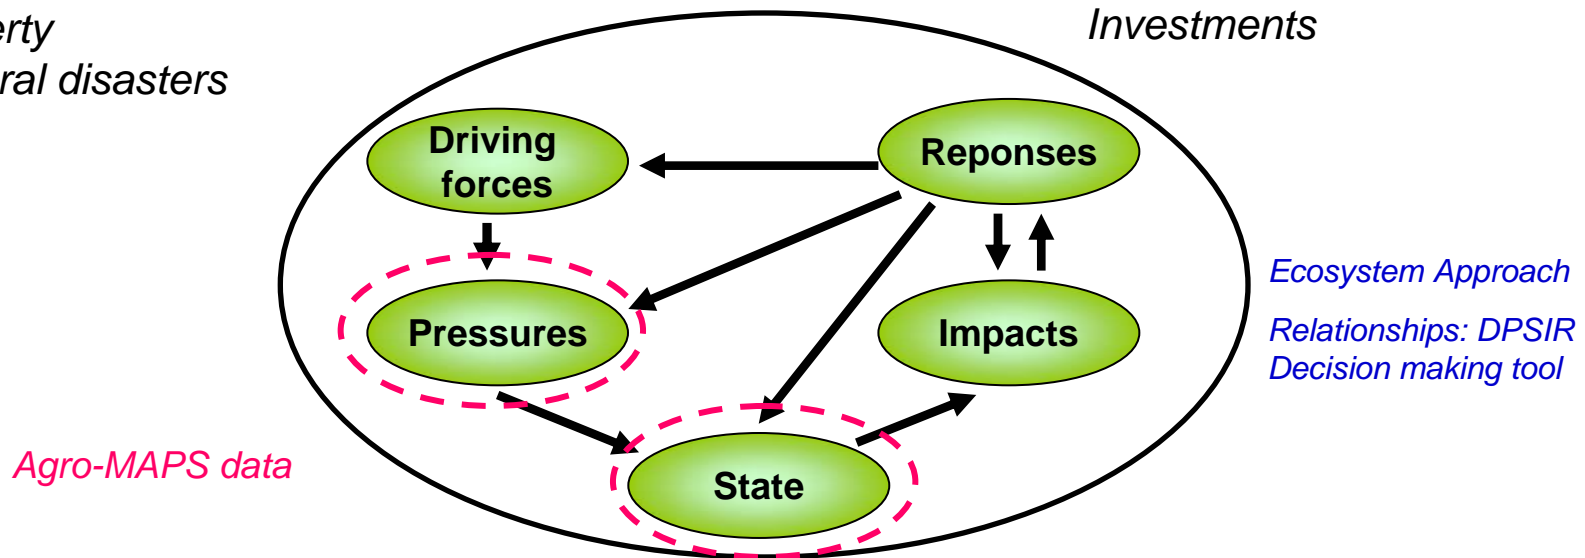 erty
ral disasters
Investments
Driving
forces
Reponses
Pressures
Impacts
State
Ecosystem Approach
Relationships: DPSIR
Decision making tool
Agro-MAPS data